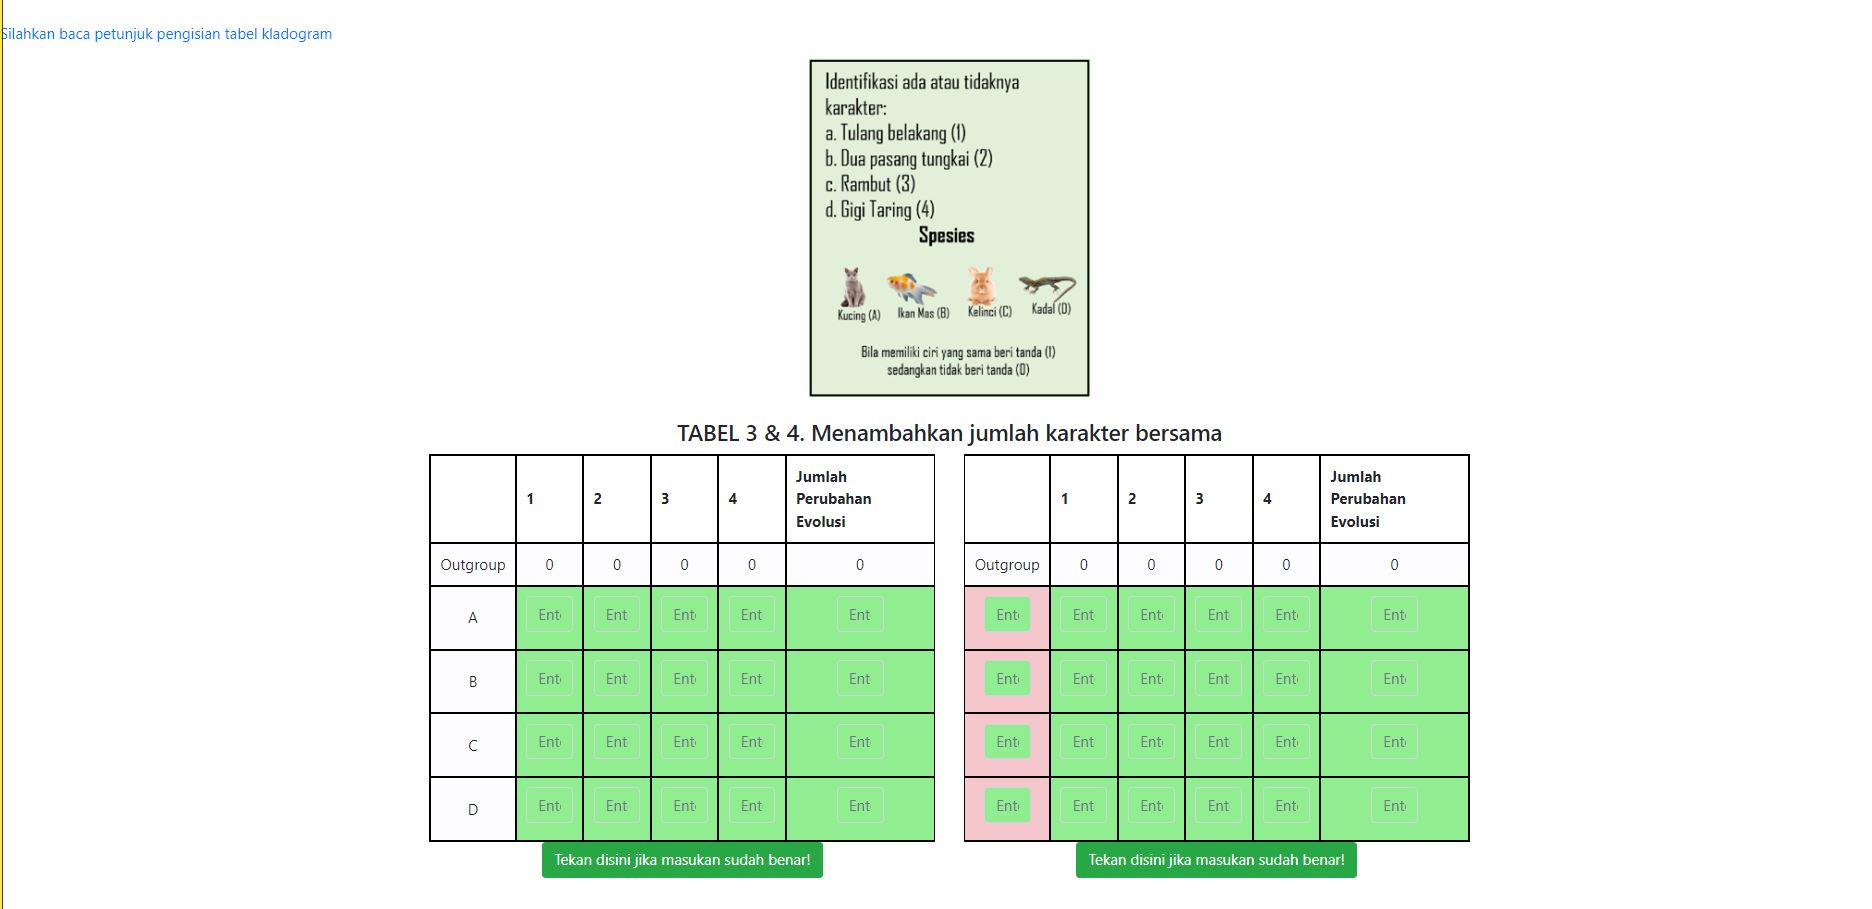 Silahkan baca petunjuk pengisian tabel kladogram
Identifikasi ada atau tidaknya
karakter:
a. Tulang belakang (1)
b. Dua pasang tungkai (2)
c. Rambut (3)
d. Gigi Taring (4)
Spesies
Kucing (A) Ikan Mas (B) Kelinci (C) Kadal (D)
Bila memiliki ciri yang sama beri tanda (1)
sedangkan tidak beri tanda (0)
TABEL 3 & 4. Menambahkan jumlah karakter bersama
1 2 3 4 Jumlah Perubahan Evolusi
Outgroup 0 0 0 0 0
A Ent Ent Ent Ent Ent
B Ent Ent Ent Ent Ent
C Ent Ent Ent Ent Ent
D Ent Ent Ent Ent Ent
Tekan disini jika masukan sudah benar!
1 2 3 4 Jumlah Perubahan Evolusi
Outgroup 0 0 0 0 0
Ent Ent Ent Ent Ent Ent
Ent Ent Ent Ent Ent Ent
Ent Ent Ent Ent Ent Ent
Ent Ent Ent Ent Ent Ent
Tekan disini jika masukan sudah benar!